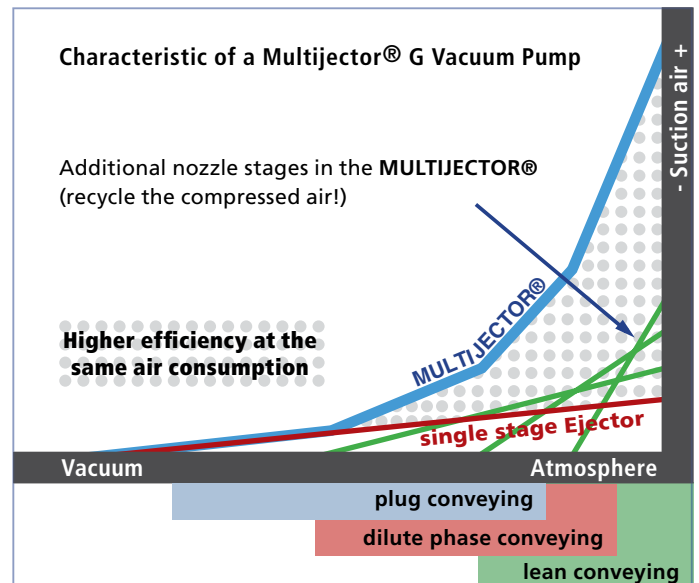 Characteristic of a Multijector® G Vacuum Pump
- Suction air +
Additional nozzle stages in the MULTIJECTOR®
(recycle the compressed air!)
MULTIJECTOR®
Higher efficiency at the
same air consumption
single stage Ejector
Vacuum
Atmosphere
plug conveying
dilute phase conveying
lean conveying